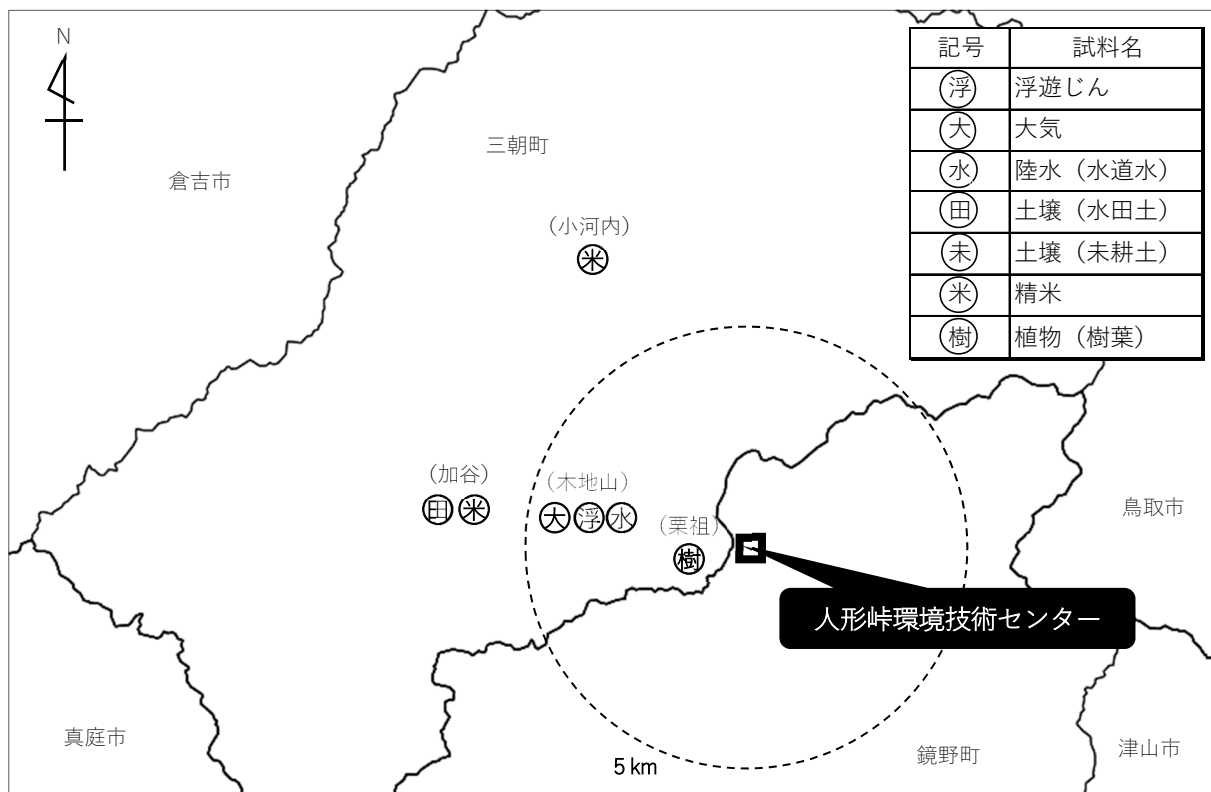 N
倉吉市
三朝町
(小河内)
米
記号 試料名
浮 浮遊じん
大 大気
水 陸水（水道水）
田 土壌（水田土）
未 土壌（未耕土）
米 精米
樹 植物（樹葉）
(加谷)
田 米
(木地山)
大 浮 水
(栗祖)
樹
人形峠環境技術センター
鳥取市
真庭市
5 km
鏡野町
津山市